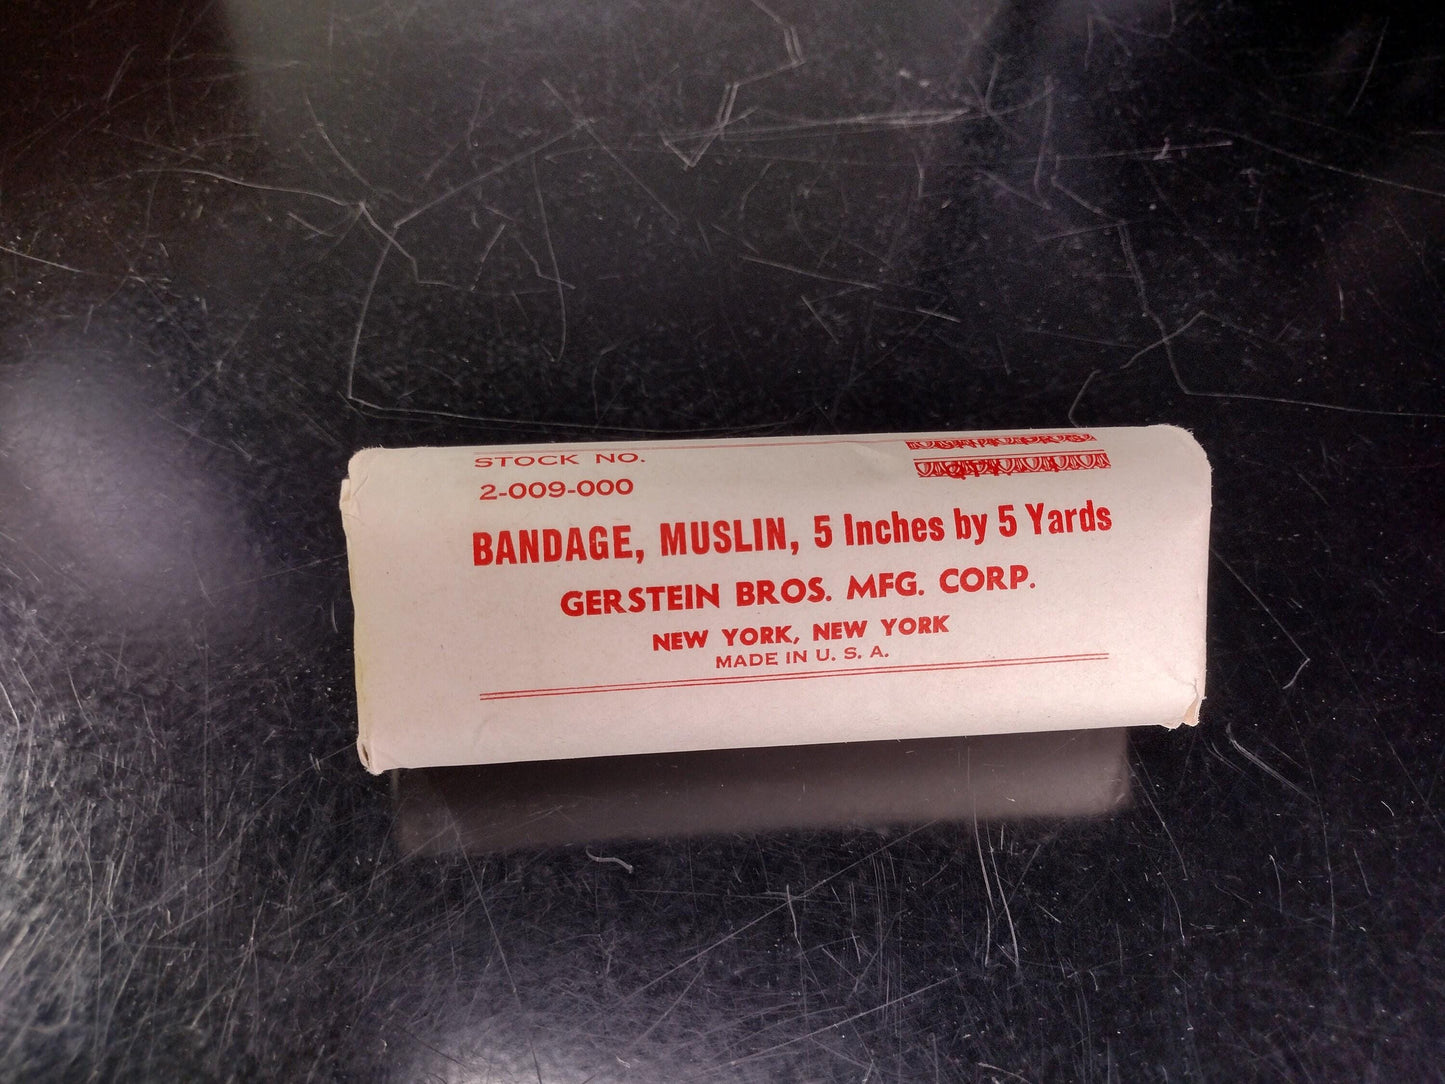 STOCK NO.
2-009-000
BANDAGE, MUSLIN, 5 Inches by 5 Yards
GERSTEIN BROS. MFG. CORP.
NEW YORK, NEW YORK
MADE IN U. S. A.